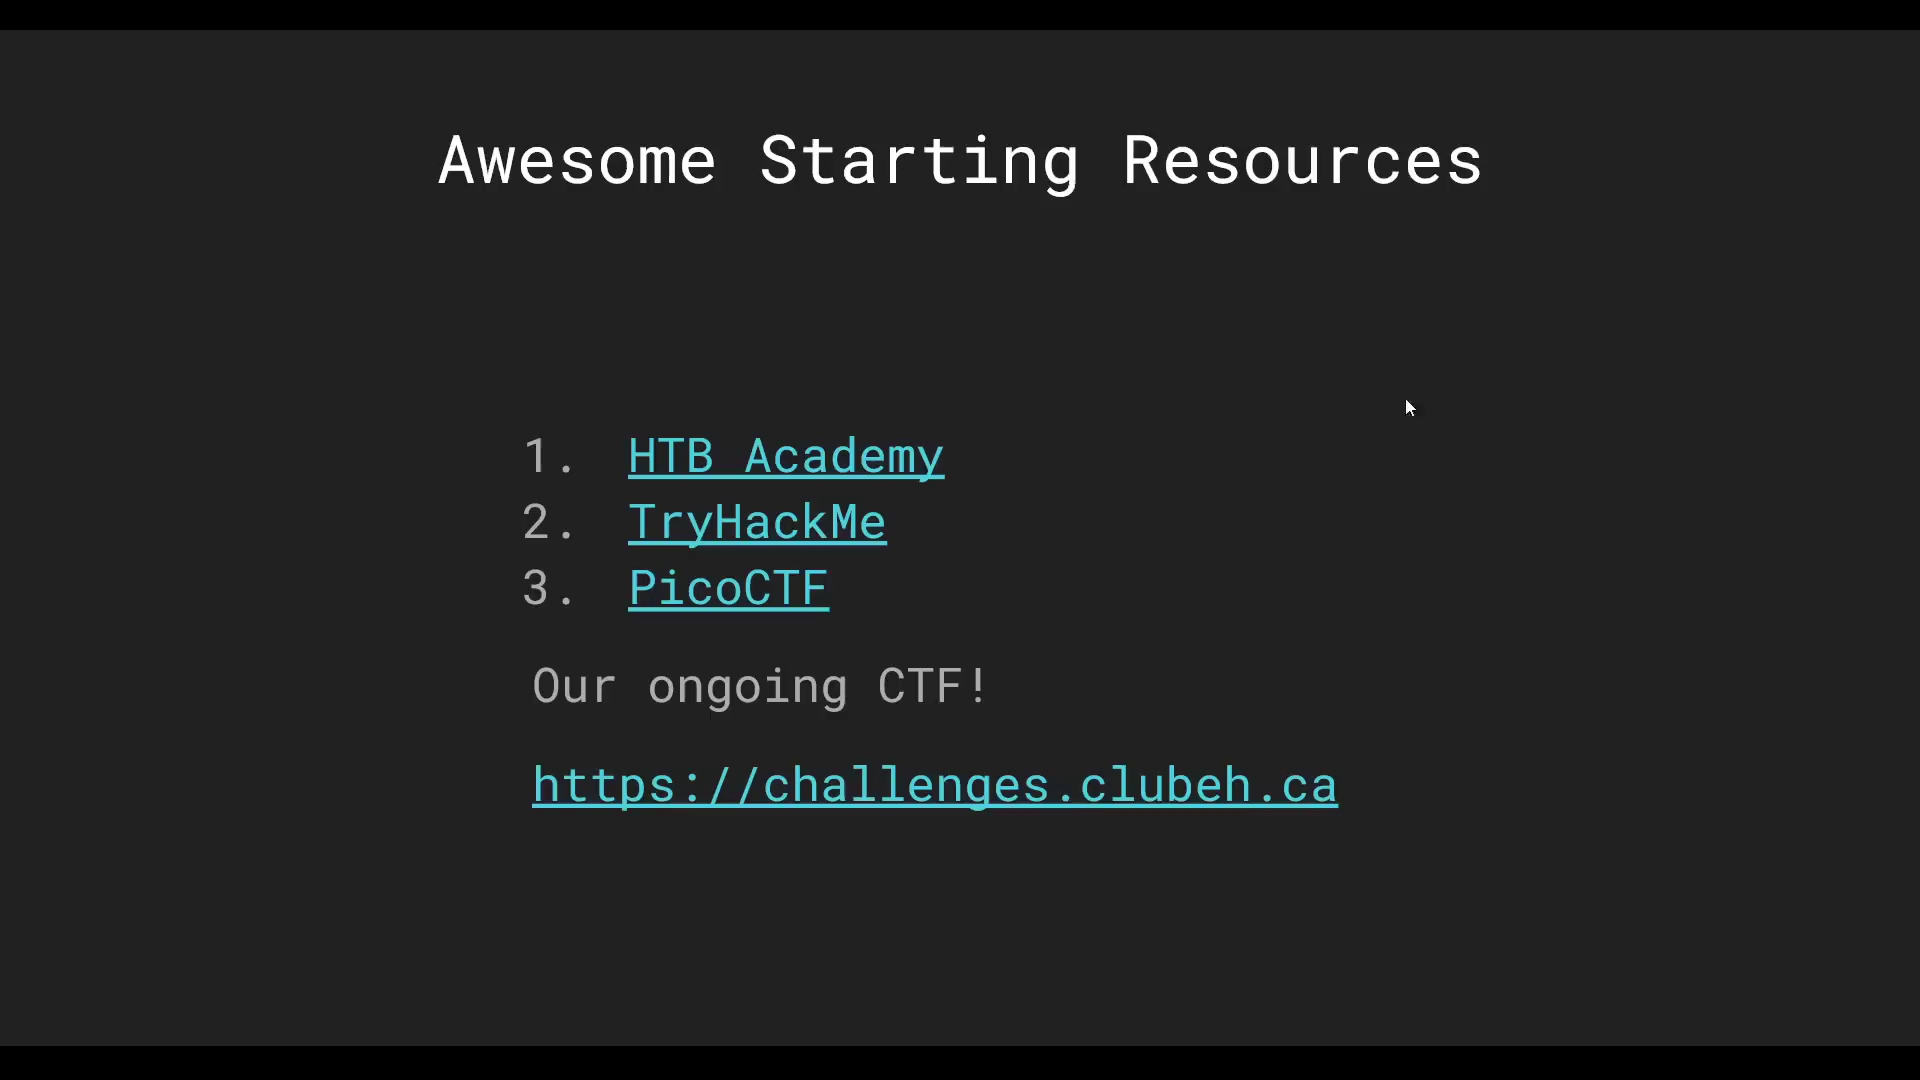 Awesome Starting Resources
1. HTB Academy
2. TryHackMe
3. PicoCTF
Our ongoing CTF!
https://challenges.clubeh.ca